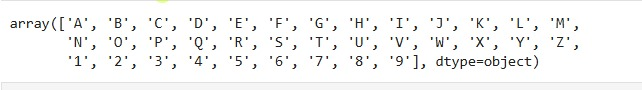 array(['A', 'B', 'C', 'D', 'E', 'F', 'G', 'H', 'I', 'J', 'K', 'L', 'M',
'N', 'O', 'P', 'Q', 'R', 'S', 'T', 'U', 'V', 'W', 'X', 'Y', 'Z',
'1', '2', '3', '4', '5', '6', '7', '8', '9'], dtype=object)